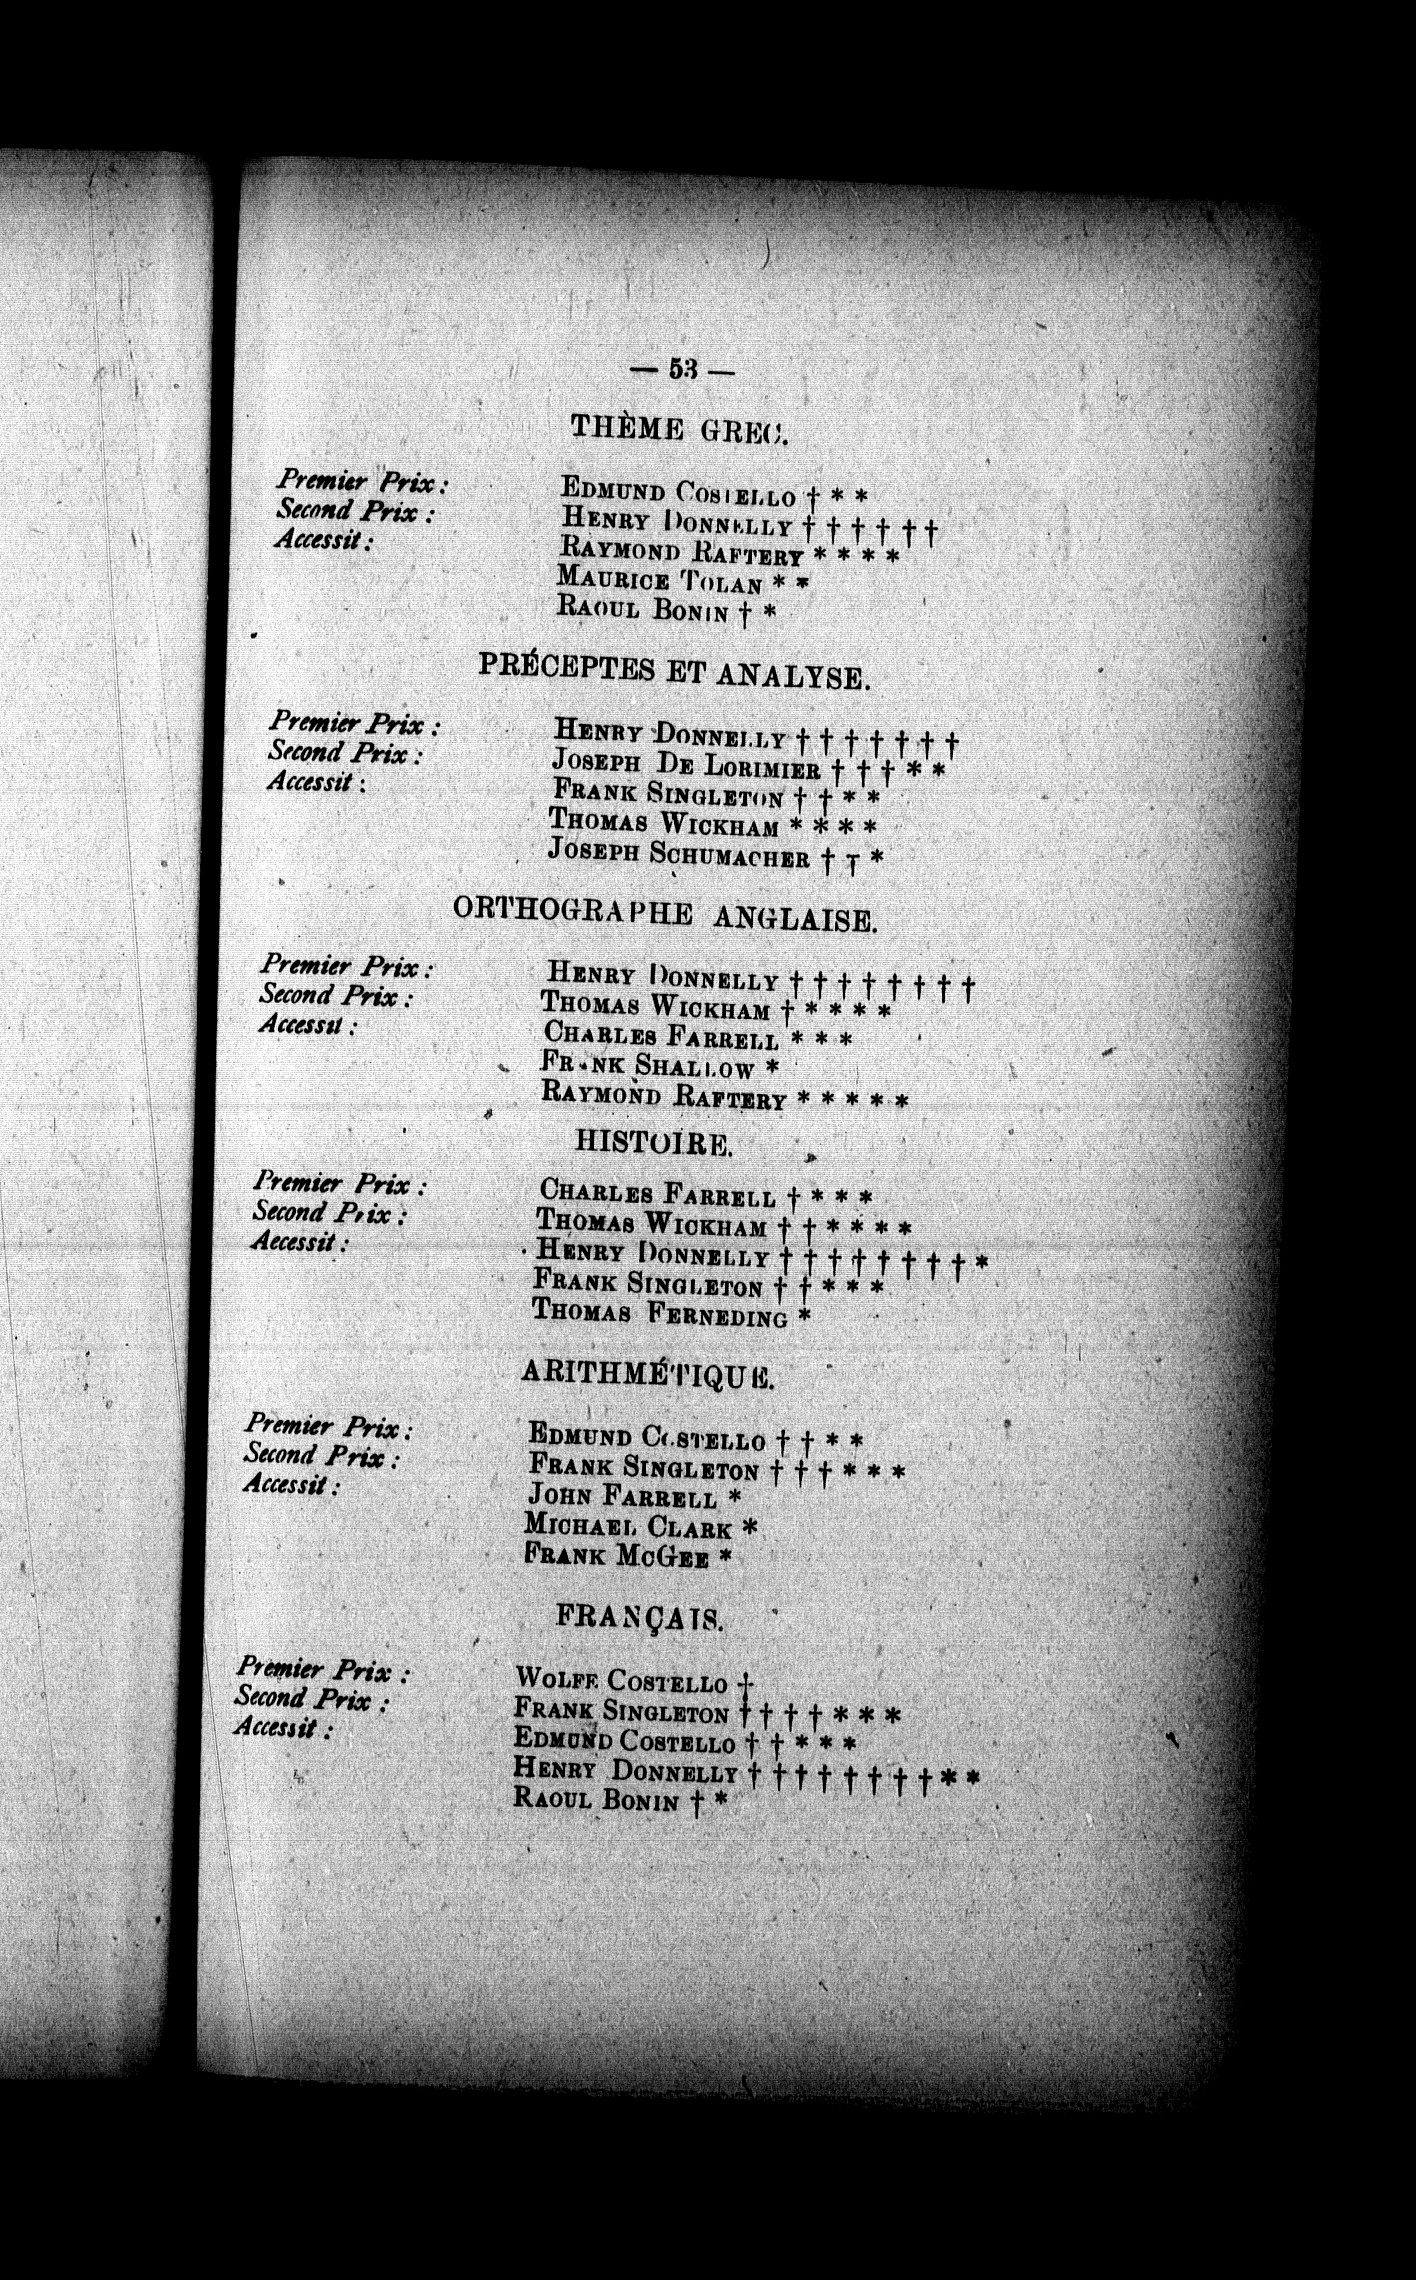 — 53 —
THÈME GREC.
Premier Prix : EDMUND COSTELLO † * *
Second Prix : HENRY DONNELLY † † † † † †
Accessit : RAYMOND RAFTERY * * * *
MAURICE TOLAN * *
RAOUL BONIN † *
PRÉCEPTES ET ANALYSE.
Premier Prix : HENRY DONNELLY † † † † † † †
Second Prix : JOSEPH DE LORIMIER † † † * *
Accessit : FRANK SINGLETON † † * *
THOMAS WICKHAM * * * *
JOSEPH SCHUMACHER † † *
ORTHOGRAPHE ANGLAISE.
Premier Prix : HENRY DONNELLY † † † † † † † †
Second Prix : THOMAS WICKHAM † * * * *
Accessit : CHARLES FARRELL * * *
FRANK SHALLOW *
RAYMOND RAFTERY * * * * *
HISTOIRE.
Premier Prix : CHARLES FARRELL † * * *
Second Prix : THOMAS WICKHAM † † * * * *
Accessit : HENRY DONNELLY † † † † † † † † *
FRANK SINGLETON † † * * *
THOMAS FERNEDING *
ARITHMÉTIQUE.
Premier Prix : EDMUND COSTELLO † † * *
Second Prix : FRANK SINGLETON † † † * * *
Accessit : JOHN FARRELL *
MICHAEL CLARK *
FRANK MCGEE *
FRANÇAIS.
Premier Prix : WOLFE COSTELLO †
Second Prix : FRANK SINGLETON † † † † * * *
Accessit : EDMUND COSTELLO † † * * *
HENRY DONNELLY † † † † † † † † * *
RAOUL BONIN † *